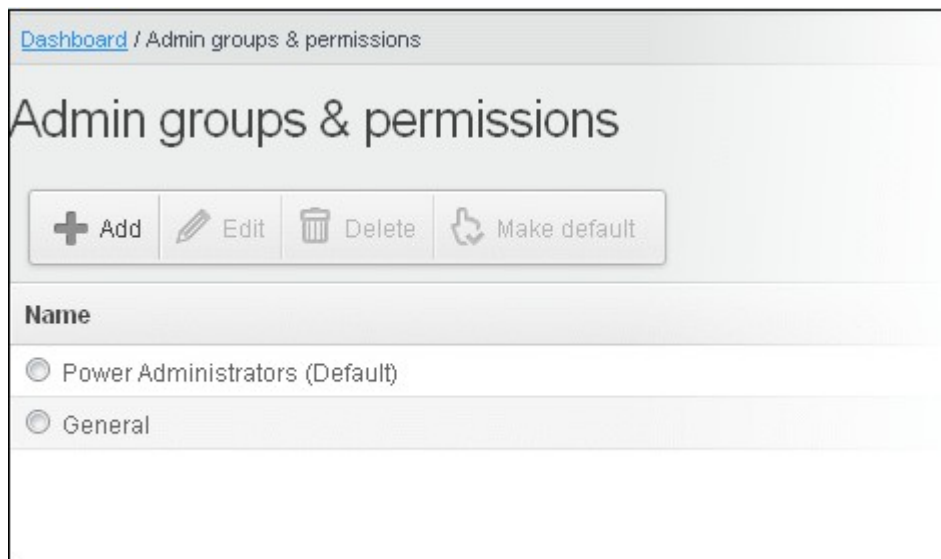 Dashboard / Admin groups & permissions
Admin groups & permissions
Add Edit Delete Make default
Name
Power Administrators (Default)
General